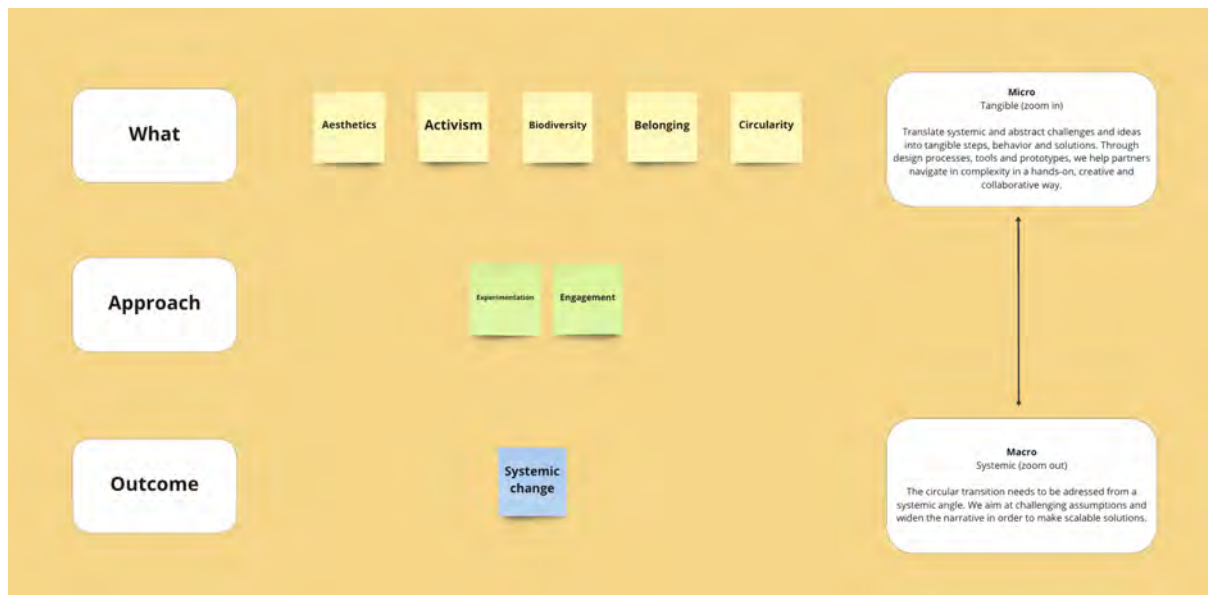 What
Aesthetics
Activism
Biodiversity
Belonging
Circularity
Micro
Tangible (zoom in)
Translate systemic and abstract challenges and ideas
into tangible steps, behavior and solutions. Through
design processes, tools and prototypes, we help partners
navigate in complexity in a hands-on, creative and
collaborative way.
Approach
Experimentation
Engagement
Outcome
Systemic
change
Macro
Systemic (zoom out)
The circular transition needs to be adressed from a
systemic angle. We aim at challenging assumptions and
widen the narrative in order to make scalable solutions.